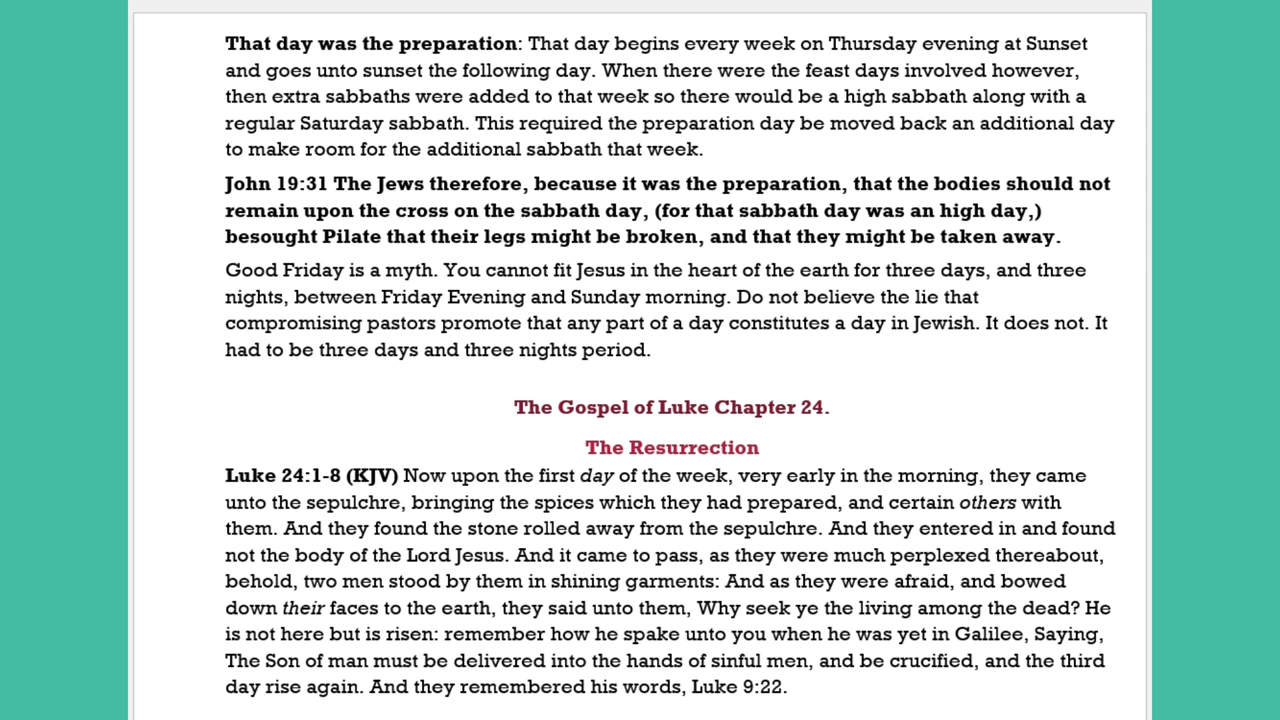 That day was the preparation: That day begins every week on Thursday evening at Sunset
and goes unto sunset the following day. When there were the feast days involved however,
then extra sabbaths were added to that week so there would be a high sabbath along with a
regular Saturday sabbath. This required the preparation day be moved back an additional day
to make room for the additional sabbath that week.
John 19:31 The Jews therefore, because it was the preparation, that the bodies should not
remain upon the cross on the sabbath day, (for that sabbath day was an high day,)
besought Pilate that their legs might be broken, and that they might be taken away.
Good Friday is a myth. You cannot fit Jesus in the heart of the earth for three days, and three
nights, between Friday Evening and Sunday morning. Do not believe the lie that
compromising pastors promote that any part of a day constitutes a day in Jewish. It does not. It
had to be three days and three nights period.
The Gospel of Luke Chapter 24.
The Resurrection
Luke 24:1-8 (KJV) Now upon the first day of the week, very early in the morning, they came
unto the sepulchre, bringing the spices which they had prepared, and certain others with
them. And they found the stone rolled away from the sepulchre. And they entered in and found
not the body of the Lord Jesus. And it came to pass, as they were much perplexed thereabout,
behold, two men stood by them in shining garments: And as they were afraid, and bowed
down their faces to the earth, they said unto them, Why seek ye the living among the dead? He
is not here but is risen: remember how he spake unto you when he was yet in Galilee, Saying,
The Son of man must be delivered into the hands of sinful men, and be crucified, and the third
day rise again. And they remembered his words, Luke 9:22.